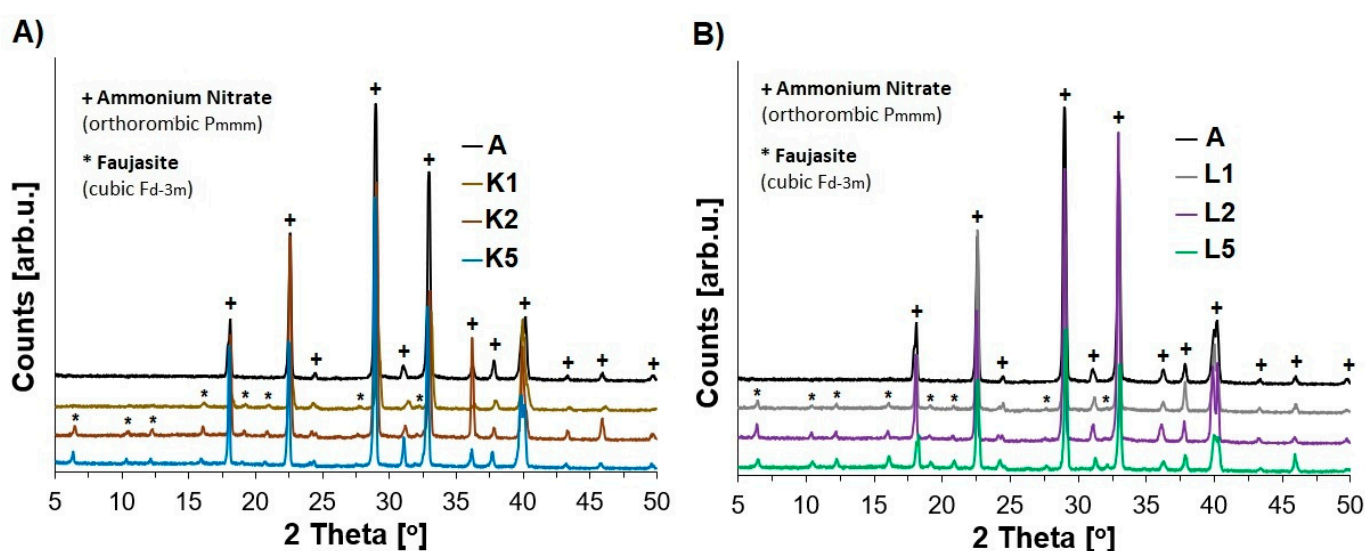 A)
Counts [arb.u.]
+ Ammonium Nitrate
(orthorombic Pmmm)
* Faujasite
(cubic Fd-3m)
A
K1
K2
K5
+ + + + + + + + + + + +
* * * * * * * *
5 10 15 20 25 30 35 40 45 50
2 Theta [º]
B)
Counts [arb.u.]
+ Ammonium Nitrate
(orthorombic Pmmm)
* Faujasite
(cubic Fd-3m)
A
L1
L2
L5
+ + + + + + + + + + + +
* * * * * * * *
5 10 15 20 25 30 35 40 45 50
2 Theta [º]